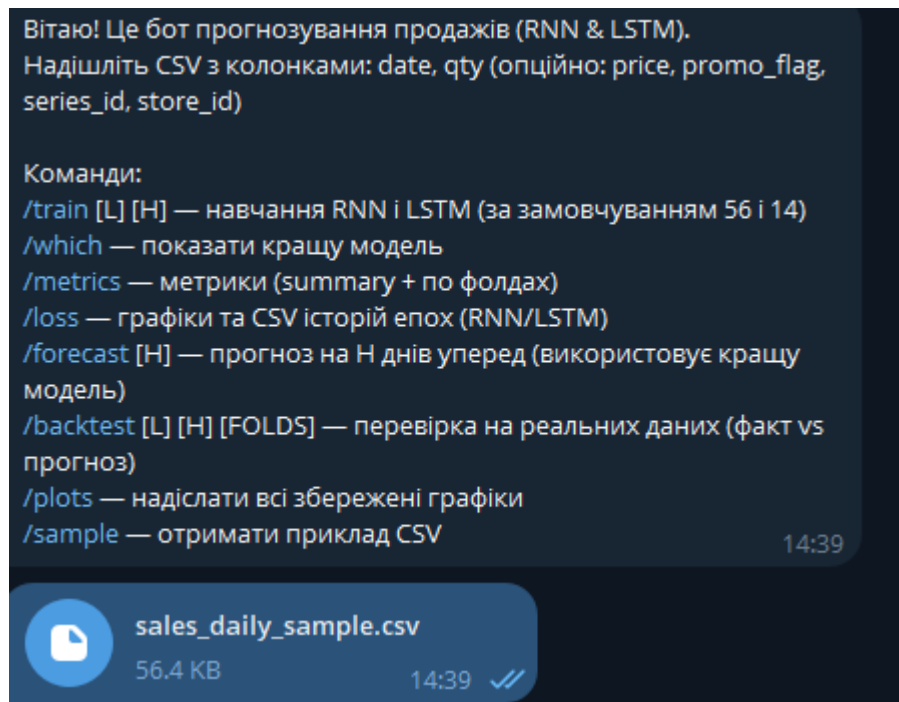 Вітаю! Це бот прогнозування продажів (RNN & LSTM).
Надішліть CSV з колонками: date, qty (опційно: price, promo_flag,
series_id, store_id)
Команди:
/train [L] [H] — навчання RNN і LSTM (за замовчуванням 56 і 14)
/which — показати кращу модель
/metrics — метрики (summary + по фолдах)
/loss — графіки та CSV історій епох (RNN/LSTM)
/forecast [H] — прогноз на H днів уперед (використовує кращу
модель)
/backtest [L] [H] [FOLDS] — перевірка на реальних даних (факт vs
прогноз)
/plots — надіслати всі збережені графіки
/sample — отримати приклад CSV
14:39
sales_daily_sample.csv
56.4 KB
14:39